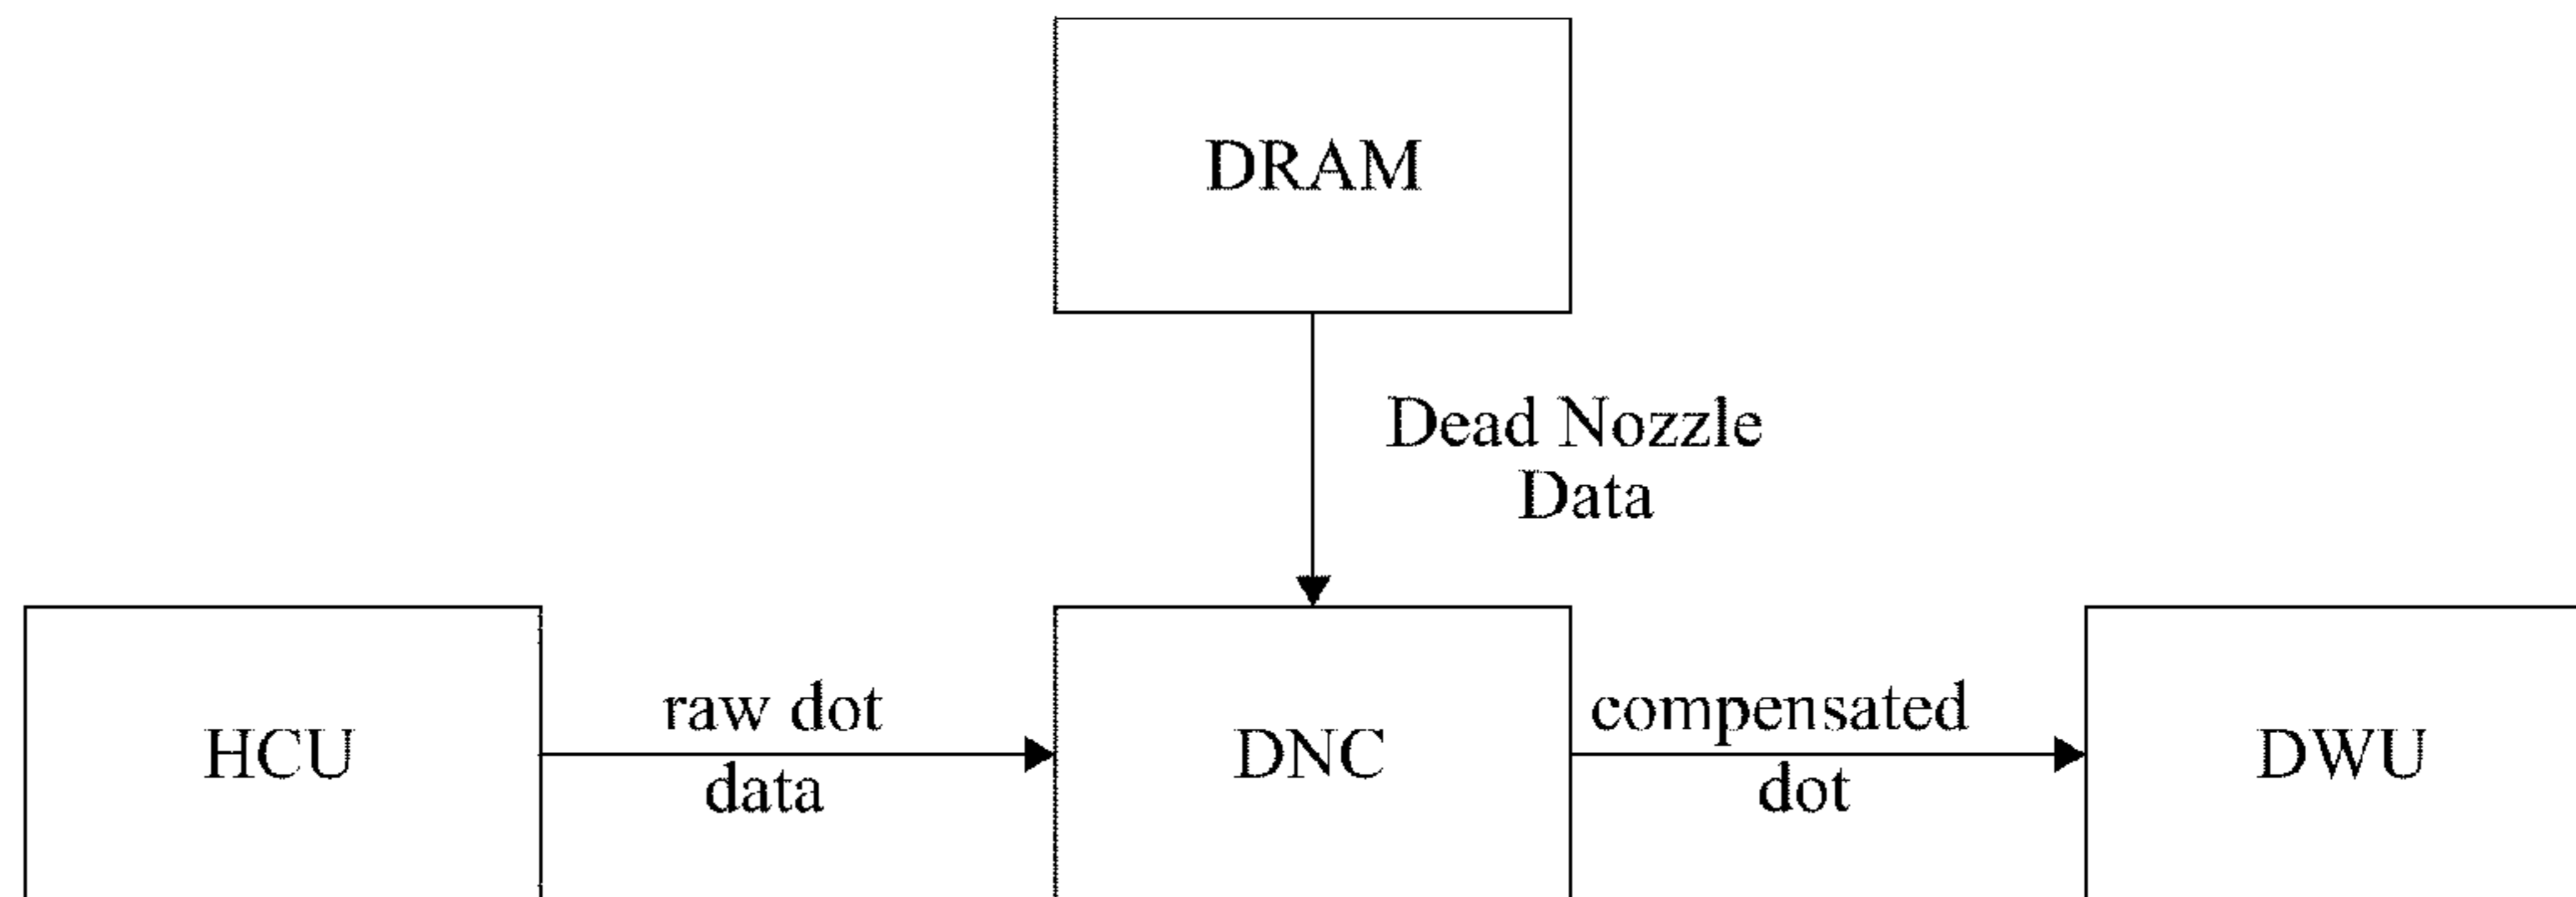 DRAM
Dead Nozzle
Data
HCU
raw dot
data
DNC
compensated
dot
DWU